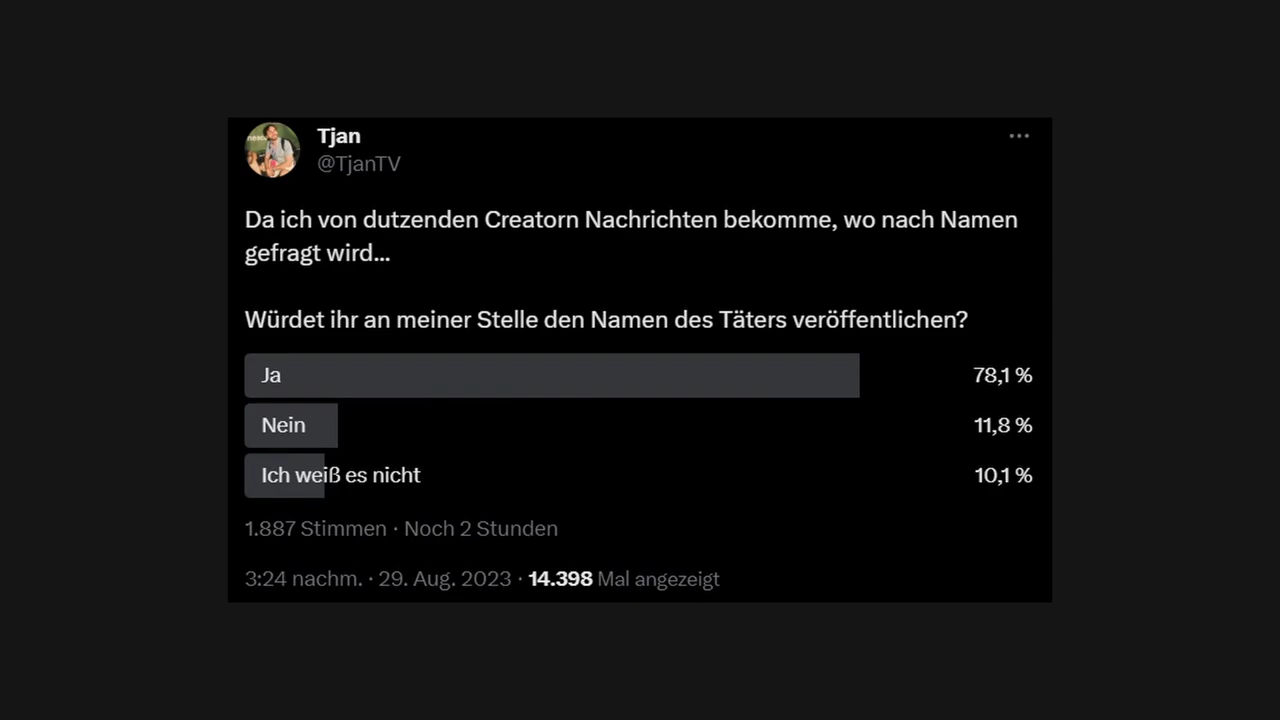 Tjan
@TjanTV
Da ich von dutzenden Creatorn Nachrichten bekomme, wo nach Namen
gefragt wird...
Würdet ihr an meiner Stelle den Namen des Täters veröffentlichen?
Ja 78,1 %
Nein 11,8 %
Ich weiß es nicht 10,1 %
1.887 Stimmen · Noch 2 Stunden
3:24 nachm. · 29. Aug. 2023 · 14.398 Mal angezeigt